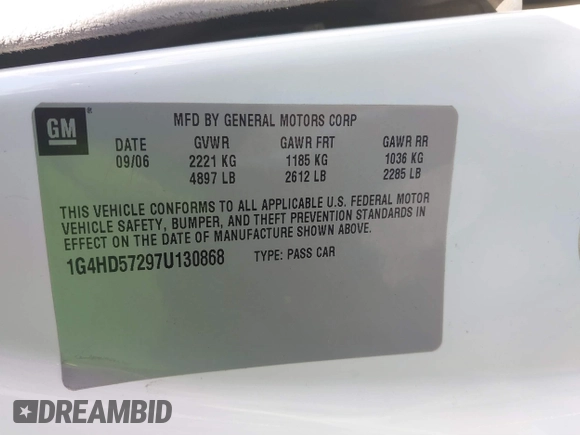 GM ®
MFD BY GENERAL MOTORS CORP
DATE GVWR GAWR FRT GAWR RR
09/06 2221 KG 1185 KG 1036 KG
4897 LB 2612 LB 2285 LB
THIS VEHICLE CONFORMS TO ALL APPLICABLE U.S. FEDERAL MOTOR
VEHICLE SAFETY, BUMPER, AND THEFT PREVENTION STANDARDS IN
EFFECT ON THE DATE OF MANUFACTURE SHOWN ABOVE.
1G4HD57297U130868 TYPE: PASS CAR
DREAMBID